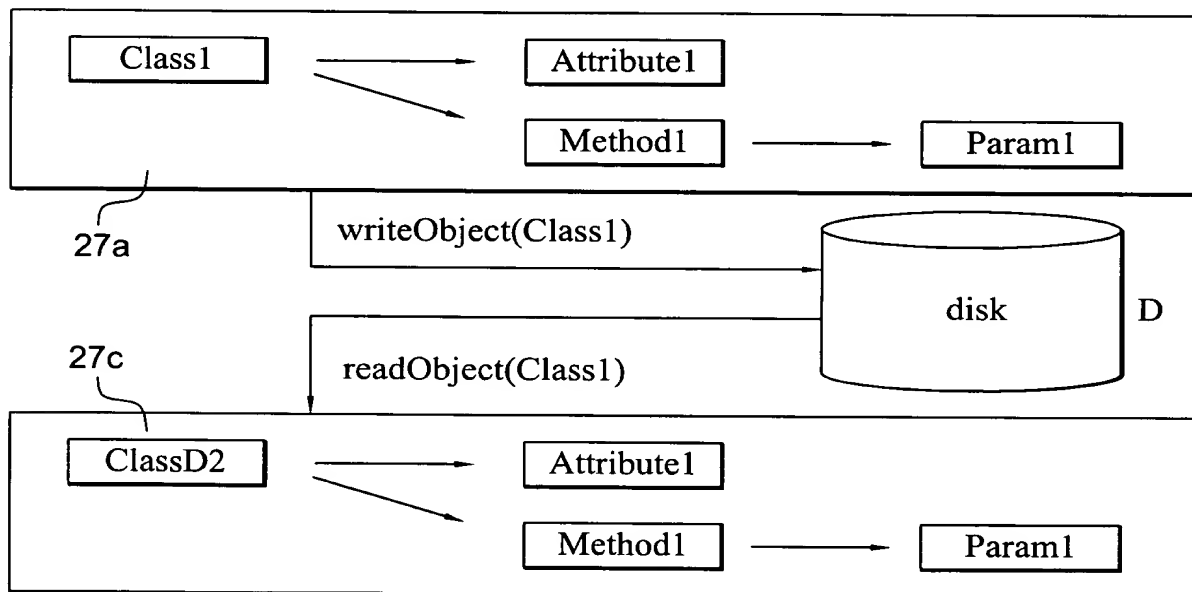 Class1
Attribute1
Method1
Param1
27a
writeObject(Class1)
disk
D
27c
readObject(Class1)
ClassD2
Attribute1
Method1
Param1